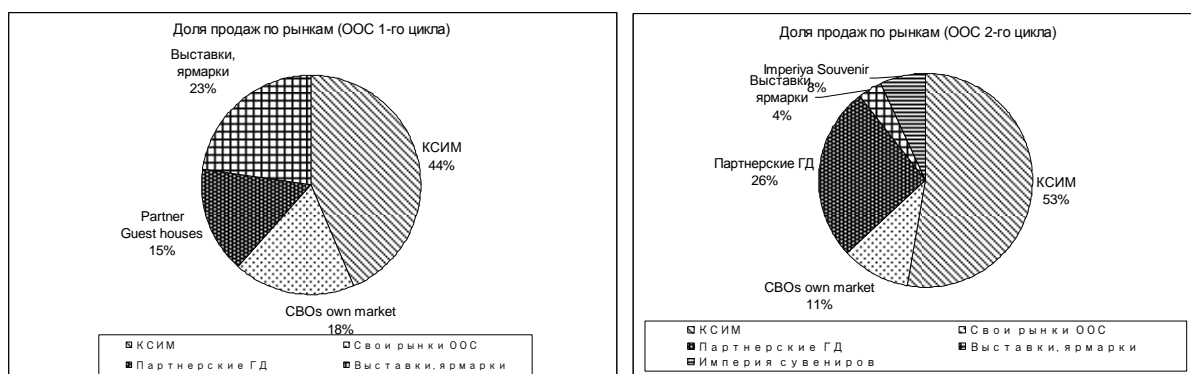 Доля продаж по рынкам (ООС 1-го цикла)
Выставки,
ярмарки
23%
КСИМ
44%
Partner
Guest houses
15%
CBOs own market
18%
КСИМ
Свои рынки ООС
Партнерские ГД
Выставки, ярмарки
Доля продаж по рынкам (ООС 2-го цикла)
Imperiya Souvenir
8%
Выставки,
ярмарки
4%
Партнерские ГД
26%
КСИМ
53%
CBOs own market
11%
КСИМ
Свои рынки ООС
Партнерские ГД
Выставки, ярмарки
Империя сувениров